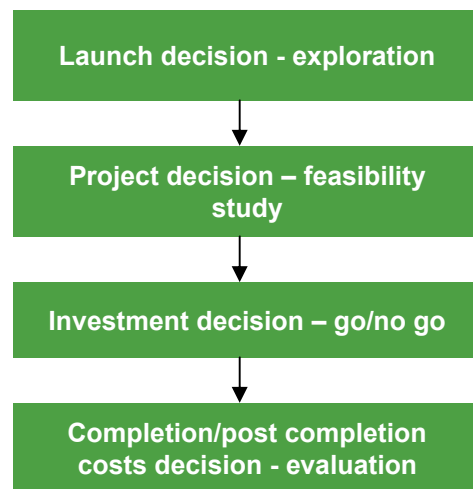 Launch decision - exploration
Project decision – feasibility
study
Investment decision – go/no go
Completion/post completion
costs decision - evaluation